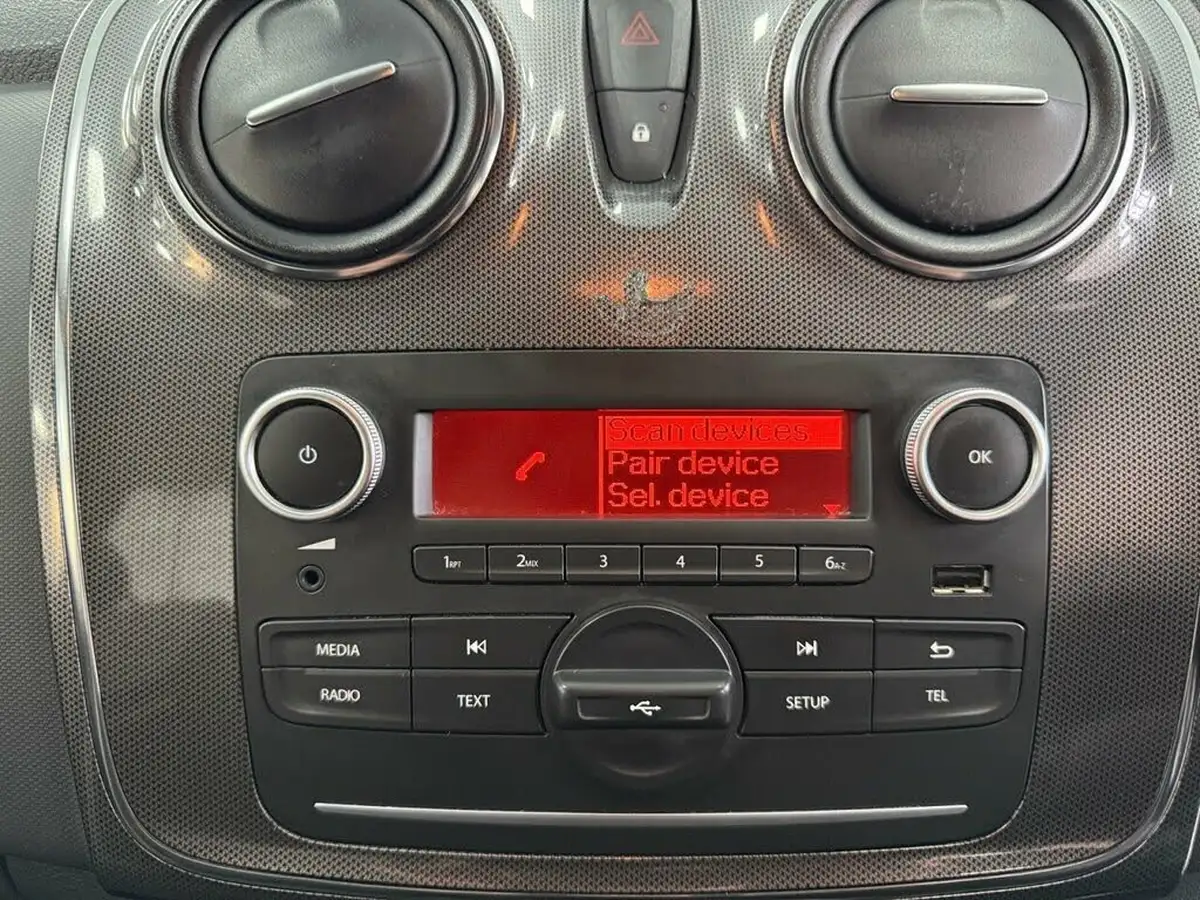 Scan devices
Pair device
Sel. device
OK
1RPT 2MIX 3 4 5 6A-Z
MEDIA
RADIO TEXT SETUP TEL